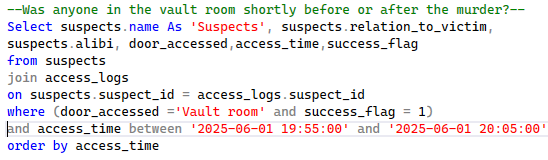 --Was anyone in the vault room shortly before or after the murder?--
Select suspects.name As 'Suspects', suspects.relation_to_victim,
suspects.alibi, door_accessed,access_time,success_flag
from suspects
join access_logs
on suspects.suspect_id = access_logs.suspect_id
where (door_accessed ='Vault room' and success_flag = 1)
and access_time between '2025-06-01 19:55:00' and '2025-06-01 20:05:00'
order by access_time